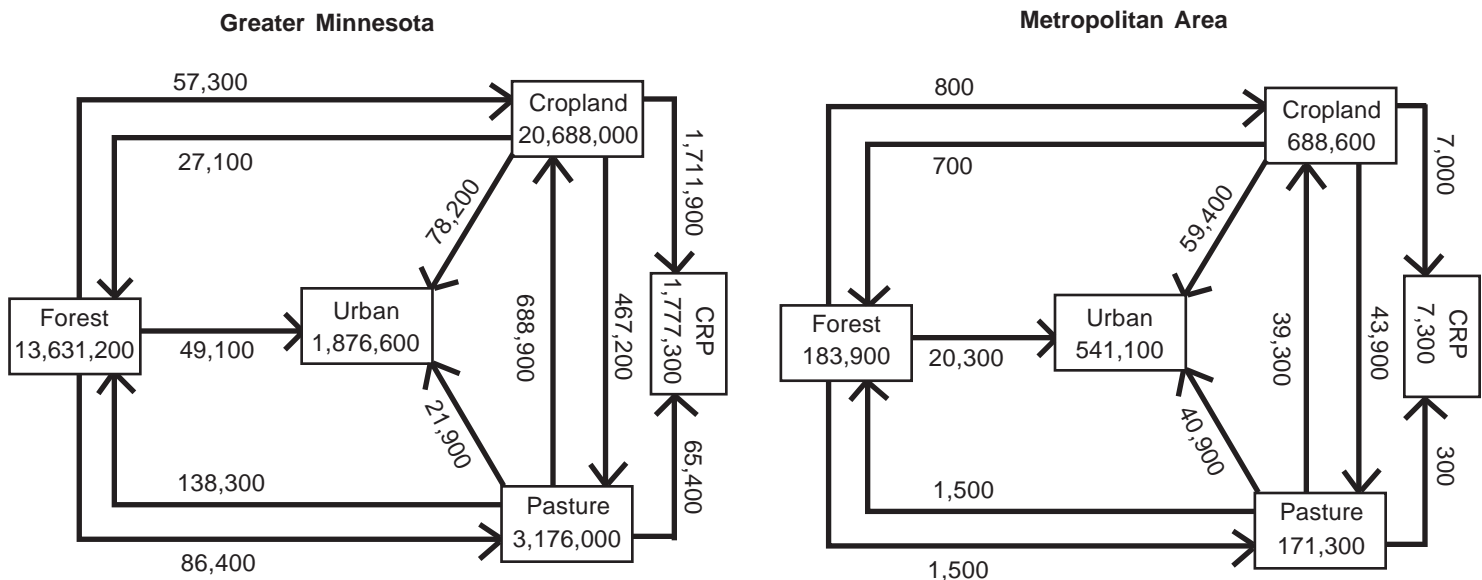 Greater Minnesota
57,300
Cropland
20,688,000
27,100
1,711,900
78,200
Forest
13,631,200
49,100
Urban
1,876,600
688,900
467,200
CRP
1,777,300
21,900
65,400
138,300
Pasture
3,176,000
86,400
Metropolitan Area
800
Cropland
688,600
700
7,000
59,400
Forest
183,900
20,300
Urban
541,100
39,300
43,900
CRP
7,300
40,900
300
1,500
Pasture
171,300
1,500